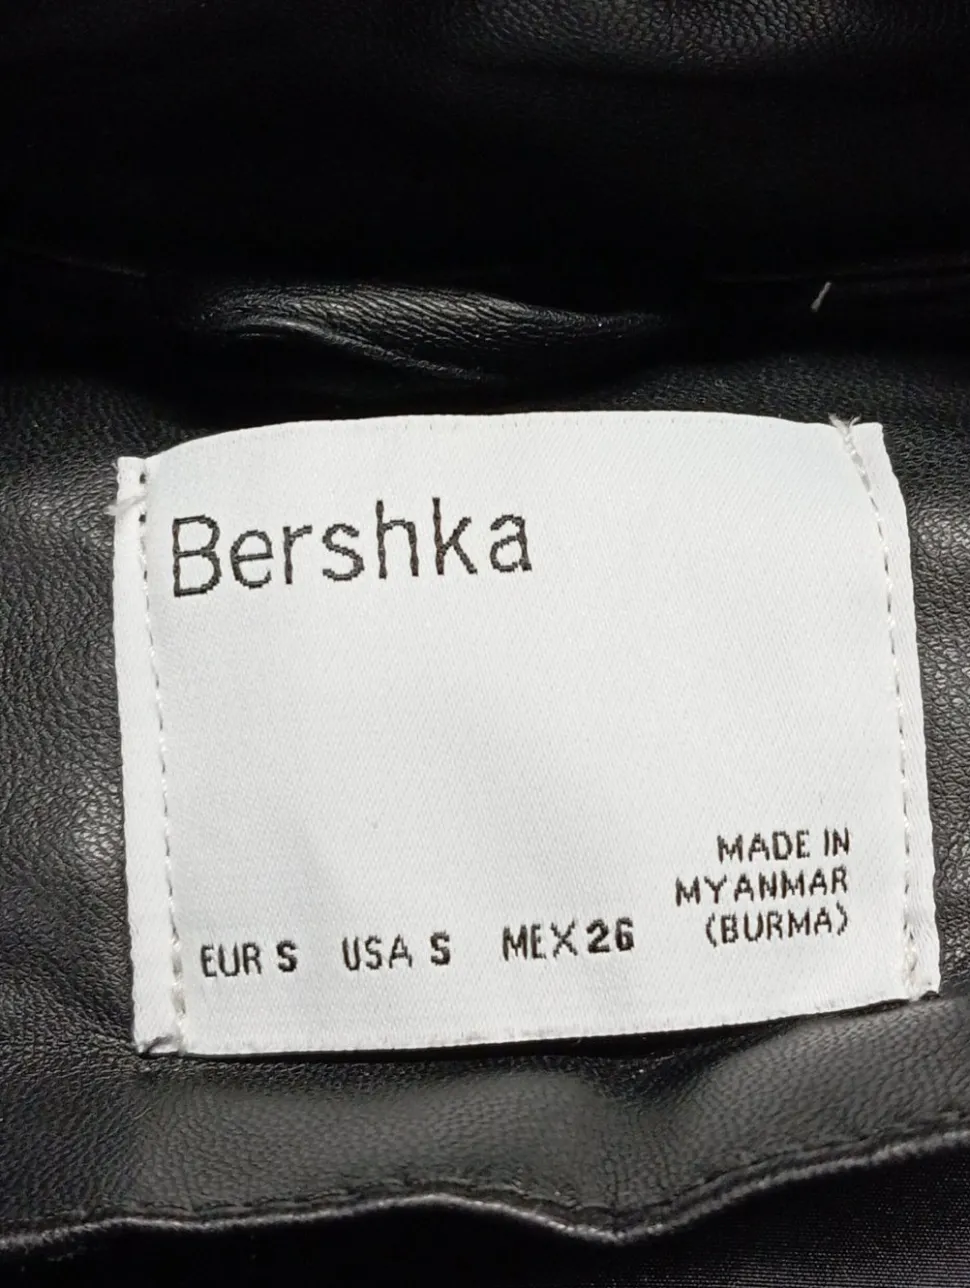 Bershka
MADE IN
MYANMAR
(BURMA)
EUR S USA S MEX 26